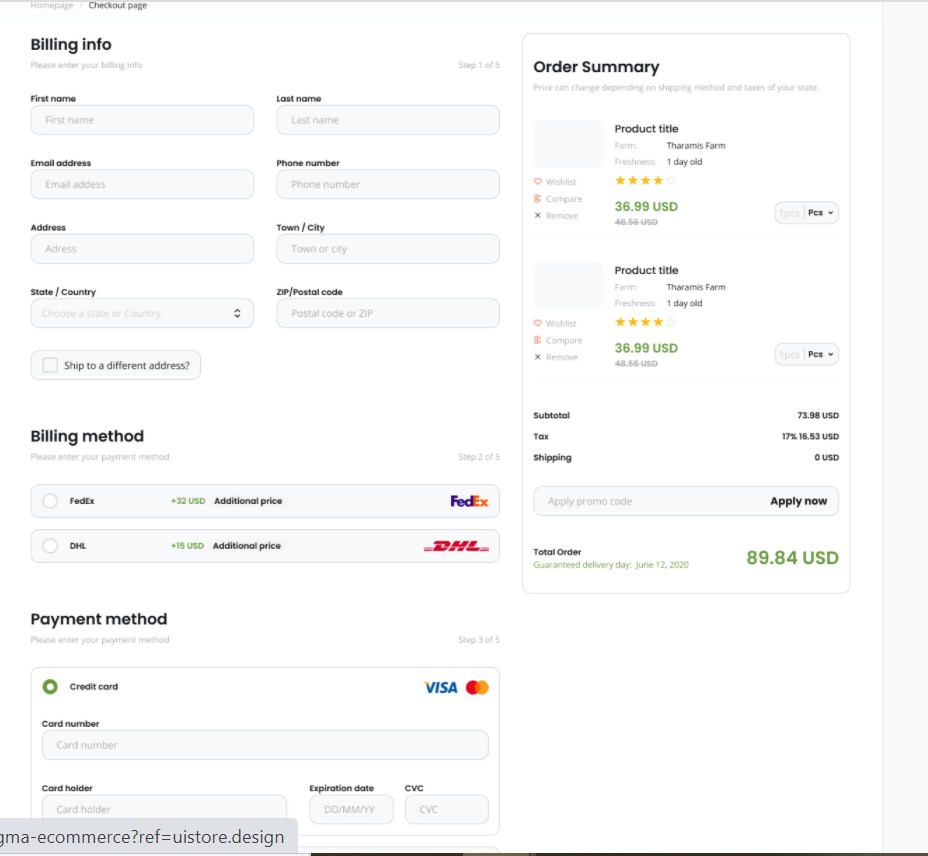 Homepage / Checkout page
Billing info
Please enter your billing info
Step 1 of 5
First name
Last name
First name
Last name
Email address
Phone number
Email addess
Phone number
Address
Town / City
Adress
Town or city
State / Country
ZIP/Postal code
Choose a state or Country
Postal code or ZIP
Ship to a different address?
Billing method
Please enter your payment method
Step 2 of 5
FedEx
+32 USD Additional price
FedEx
DHL
+15 USD Additional price
DHL
Payment method
Please enter your payment method
Step 3 of 5
Credit card
VISA
Card number
Card number
Card holder
Expiration date
CVC
Card holder
DD/MM/YY
CVC
Order Summary
Price can change depending on shipping method and taxes of your state.
Product title
Farm: Tharamis Farm
Freshness: 1 day old
Wishlist
Compare
Remove
36.99 USD
48.56 USD
1pcs Pcs
Product title
Farm: Tharamis Farm
Freshness: 1 day old
Wishlist
Compare
Remove
36.99 USD
48.56 USD
1pcs Pcs
Subtotal 73.98 USD
Tax 17% 16.53 USD
Shipping 0 USD
Apply promo code Apply now
Total Order
Guaranteed delivery day: June 12, 2020
89.84 USD
gma-ecommerce?ref=uistore.design